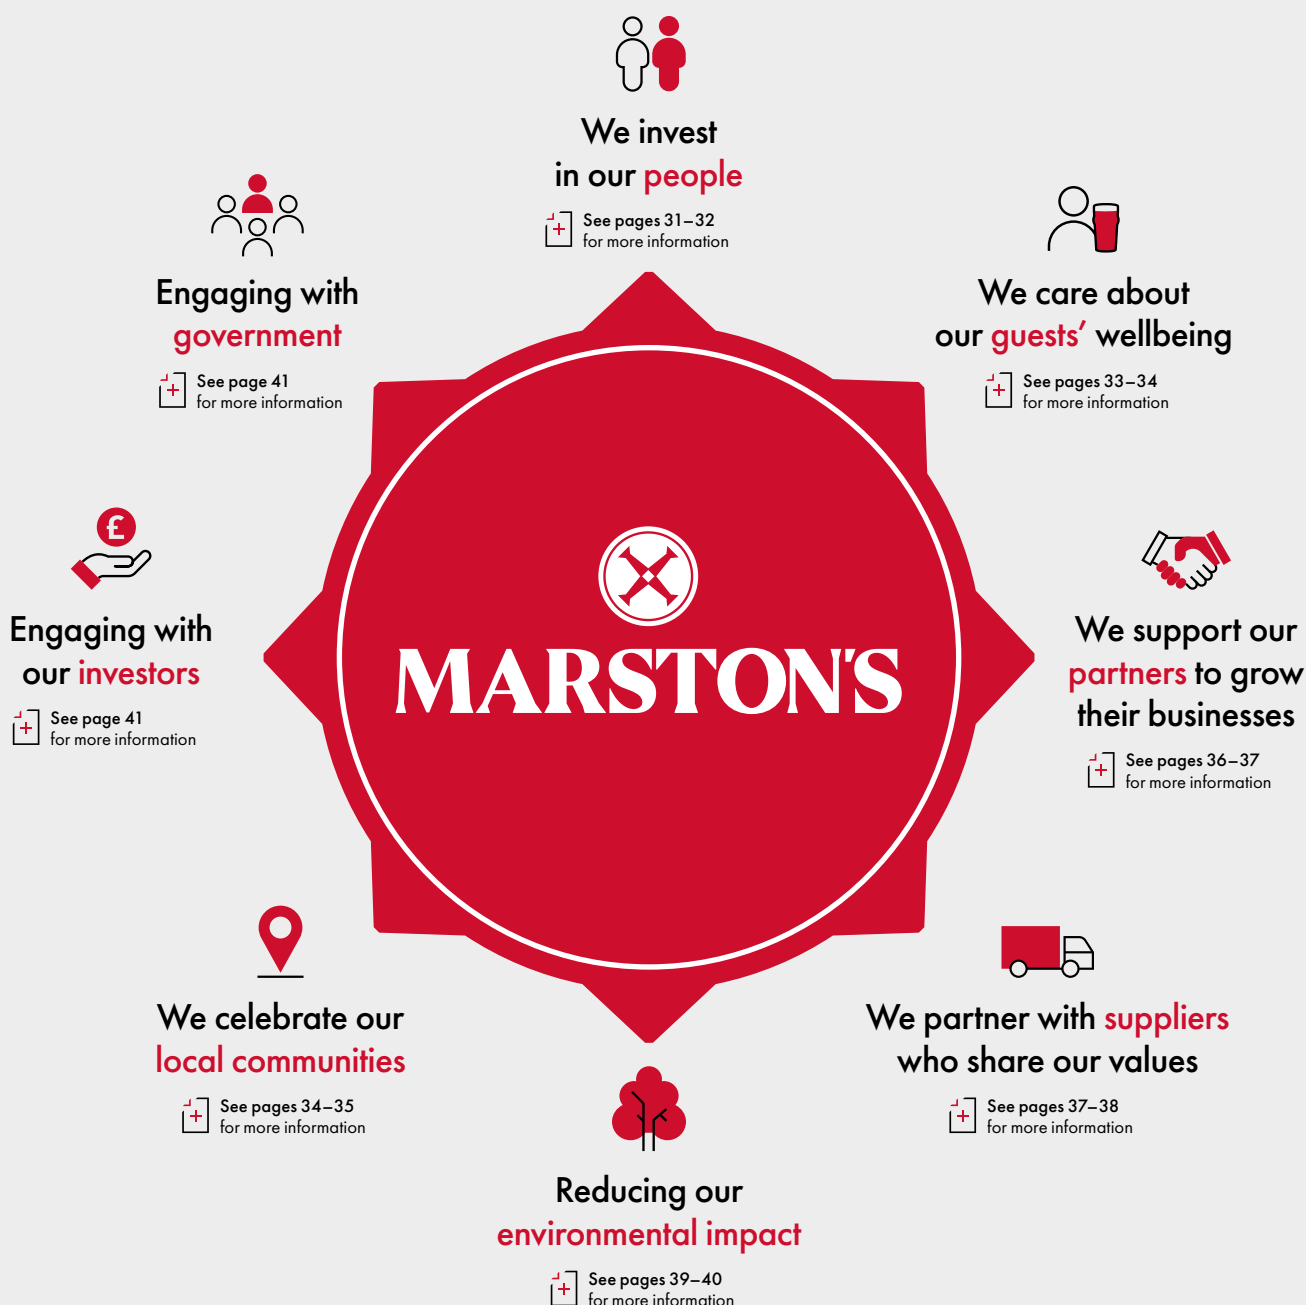 We invest
in our people
See pages 31–32
for more information
We care about
our guests’ wellbeing
See pages 33–34
for more information
We support our
partners to grow
their businesses
See pages 36–37
for more information
We partner with suppliers
who share our values
See pages 37–38
for more information
Reducing our
environmental impact
See pages 39–40
for more information
We celebrate our
local communities
See pages 34–35
for more information
Engaging with
our investors
£
See page 41
for more information
Engaging with
government
See page 41
for more information
MARSTON'S